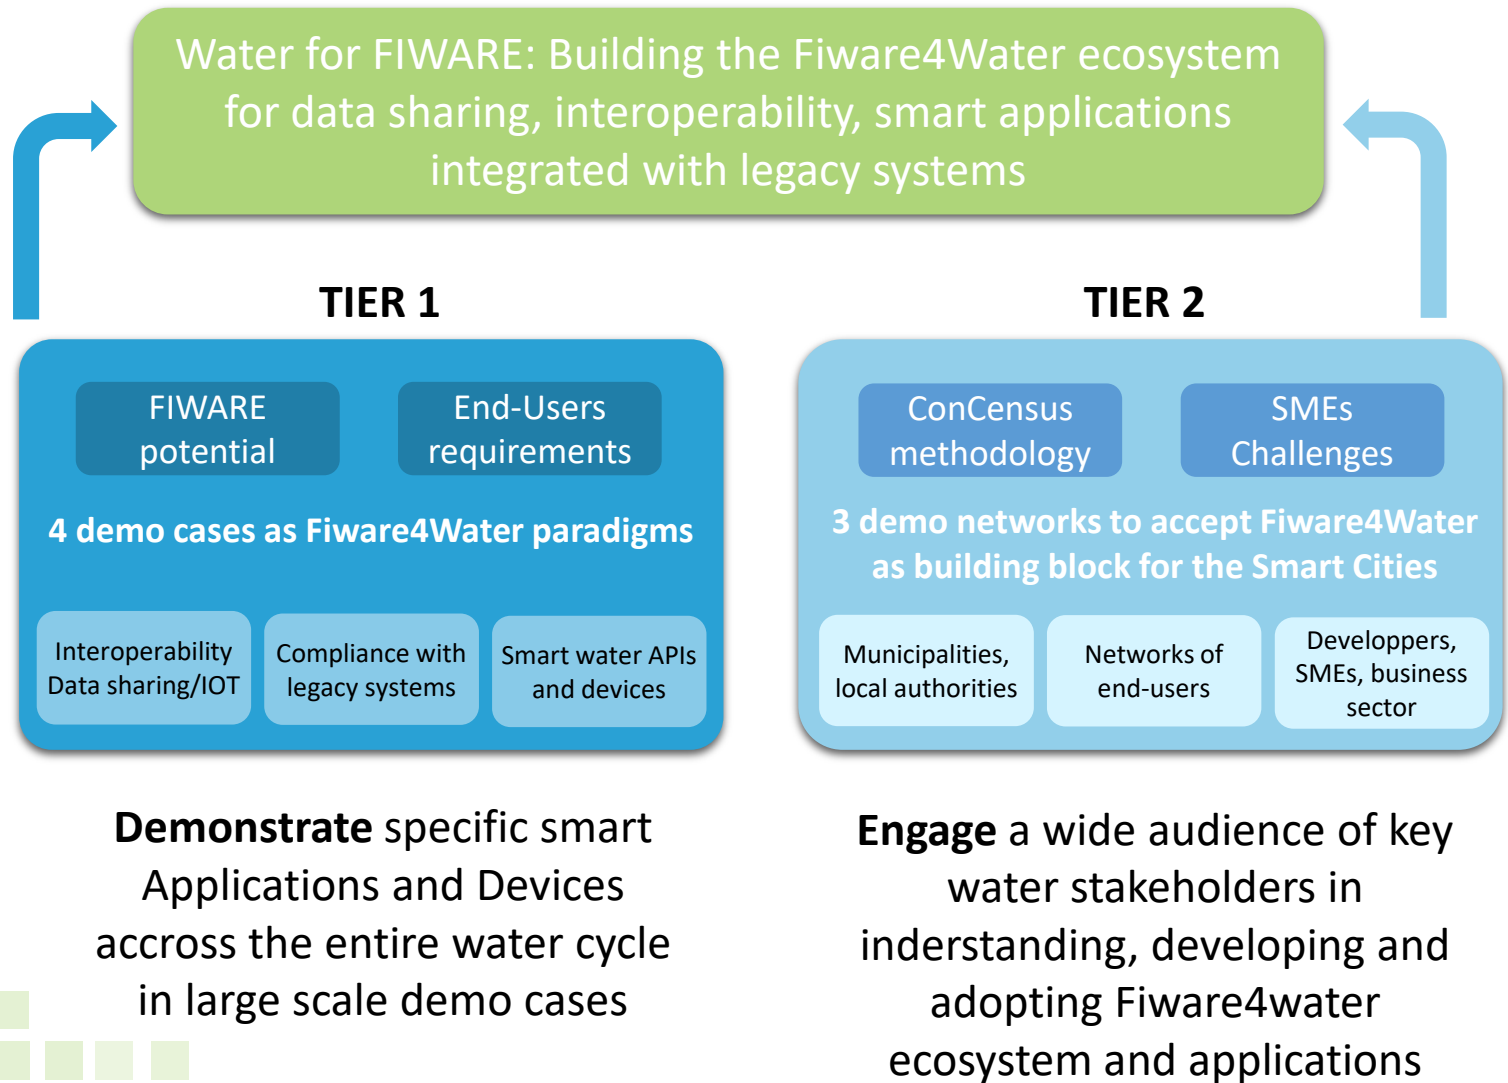 Water for FIWARE: Building the Fiware4Water ecosystem
for data sharing, interoperability, smart applications
integrated with legacy systems
TIER 1
FIWARE
potential
End-Users
requirements
4 demo cases as Fiware4Water paradigms
Interoperability
Data sharing/IOT
Compliance with
legacy systems
Smart water APIs
and devices
Demonstrate specific smart
Applications and Devices
accross the entire water cycle
in large scale demo cases
TIER 2
ConCensus
methodology
SMEs
Challenges
3 demo networks to accept Fiware4Water
as building block for the Smart Cities
Municipalities,
local authorities
Networks of
end-users
Developpers,
SMEs, business
sector
Engage a wide audience of key
water stakeholders in
inderstanding, developing and
adopting Fiware4water
ecosystem and applications